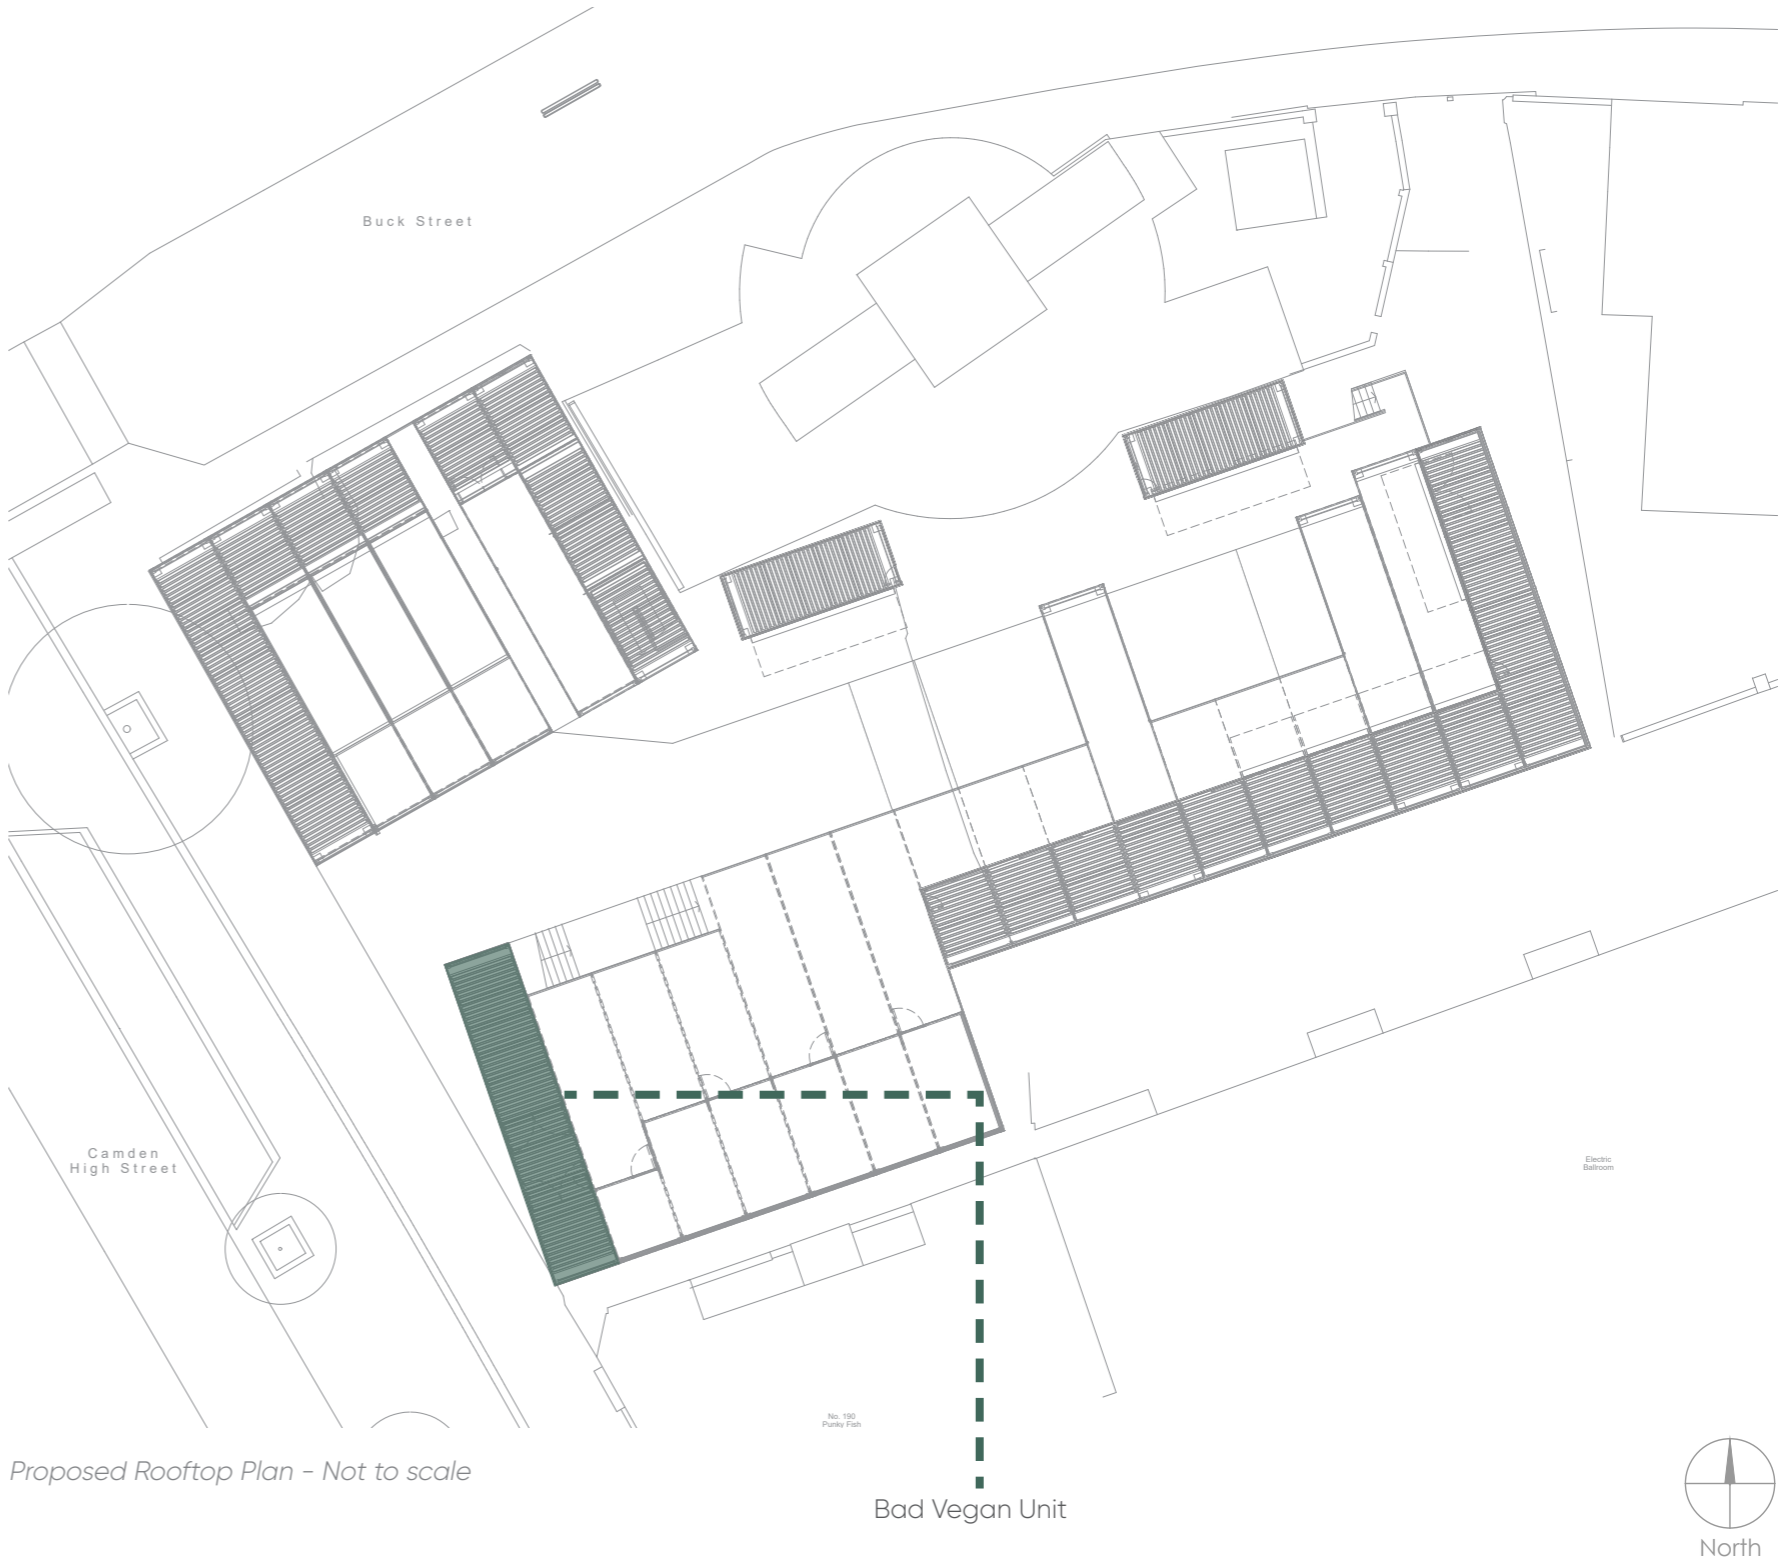 Buck Street
Camden
High Street
Electric
Ballroom
No. 190
Punky Fish
Proposed Rooftop Plan - Not to scale
Bad Vegan Unit
North